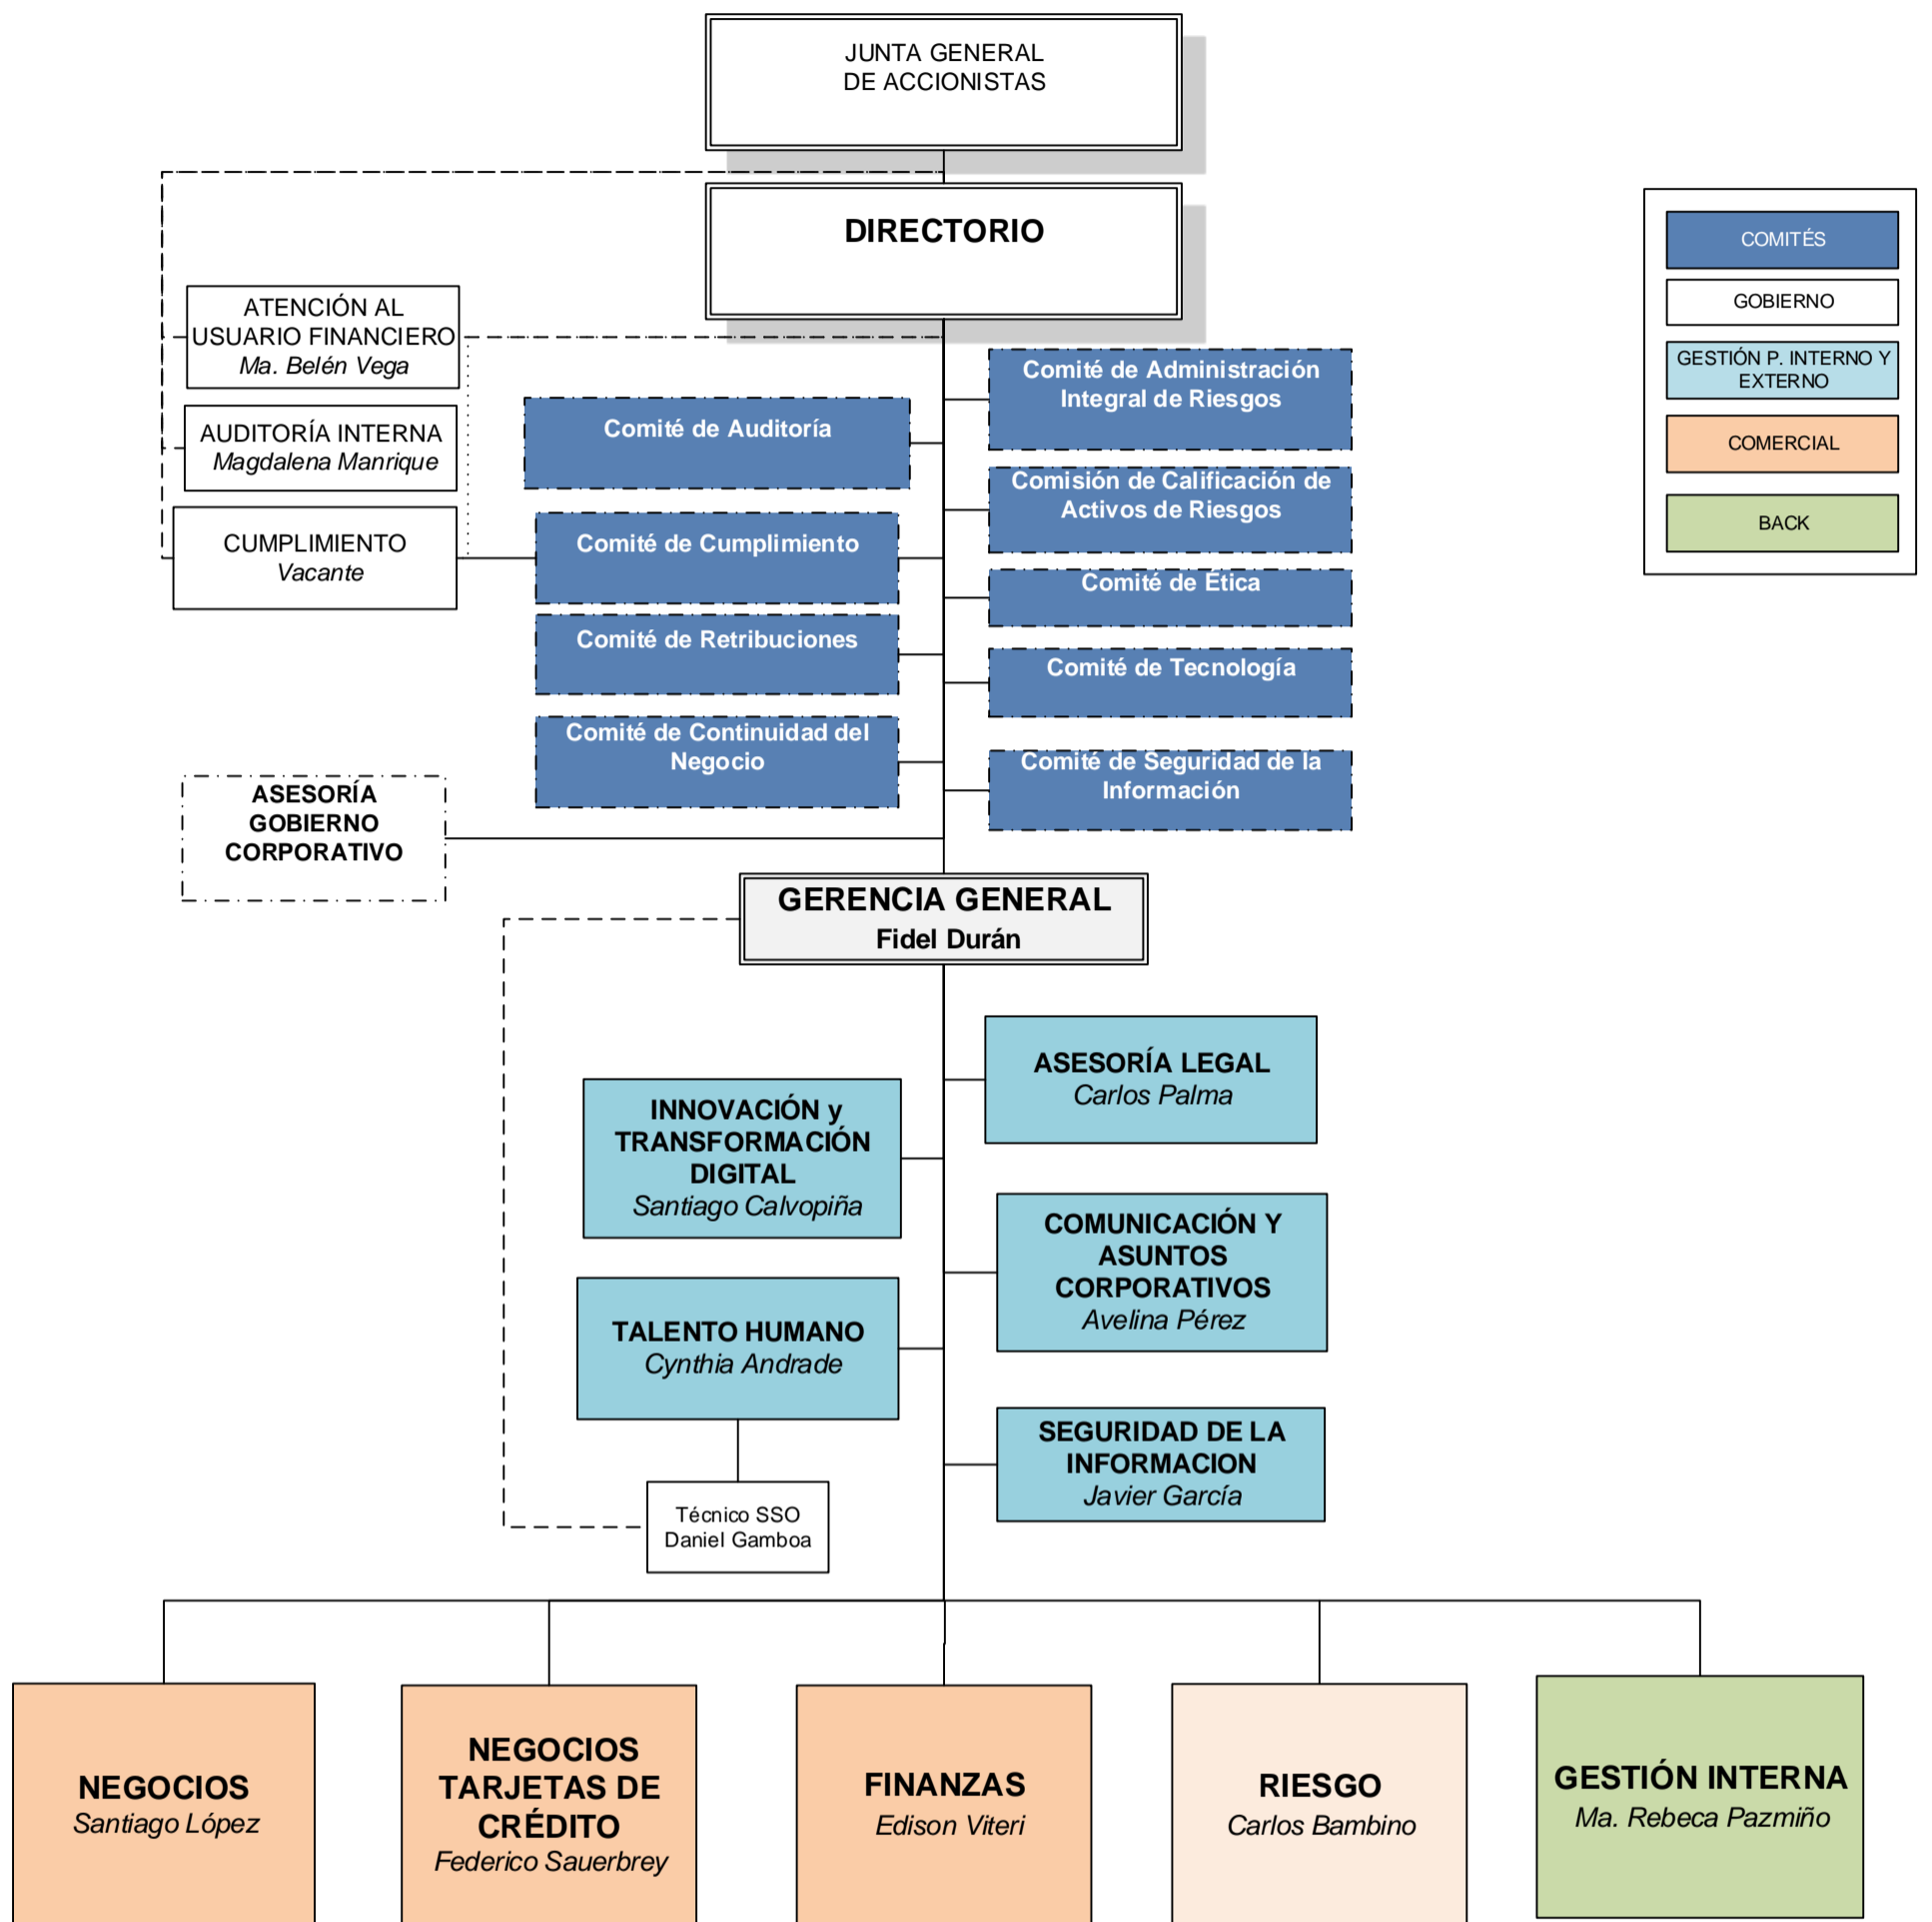 JUNTA GENERAL
DE ACCIONISTAS
DIRECTORIO
COMITÉS
GOBIERNO
GESTIÓN P. INTERNO Y
EXTERNO
COMERCIAL
BACK
ATENCIÓN AL
USUARIO FINANCIERO
Ma. Belén Vega
AUDITORÍA INTERNA
Magdalena Manrique
CUMPLIMIENTO
Vacante
Comité de Auditoría
Comité de Cumplimiento
Comité de Retribuciones
Comité de Continuidad del
Negocio
Comité de Administración
Integral de Riesgos
Comisión de Calificación de
Activos de Riesgos
Comité de Ética
Comité de Tecnología
Comité de Seguridad de la
Información
ASESORÍA
GOBIERNO
CORPORATIVO
GERENCIA GENERAL
Fidel Durán
ASESORÍA LEGAL
Carlos Palma
INNOVACIÓN y
TRANSFORMACIÓN
DIGITAL
Santiago Calvopiña
COMUNICACIÓN Y
ASUNTOS
CORPORATIVOS
Avelina Pérez
TALENTO HUMANO
Cynthia Andrade
SEGURIDAD DE LA
INFORMACION
Javier García
Técnico SSO
Daniel Gamboa
NEGOCIOS
Santiago López
NEGOCIOS
TARJETAS DE
CRÉDITO
Federico Sauerbrey
FINANZAS
Edison Viteri
RIESGO
Carlos Bambino
GESTIÓN INTERNA
Ma. Rebeca Pazmiño